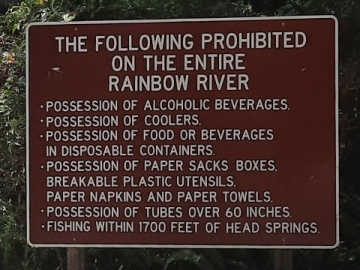 THE FOLLOWING PROHIBITED
ON THE ENTIRE
RAINBOW RIVER
· POSSESSION OF ALCOHOLIC BEVERAGES.
· POSSESSION OF COOLERS.
· POSSESSION OF FOOD OR BEVERAGES
IN DISPOSABLE CONTAINERS.
· POSSESSION OF PAPER SACKS, BOXES,
BREAKABLE PLASTIC UTENSILS,
PAPER NAPKINS AND PAPER TOWELS.
· POSSESSION OF TUBES OVER 60 INCHES.
· FISHING WITHIN 1700 FEET OF HEAD SPRINGS.